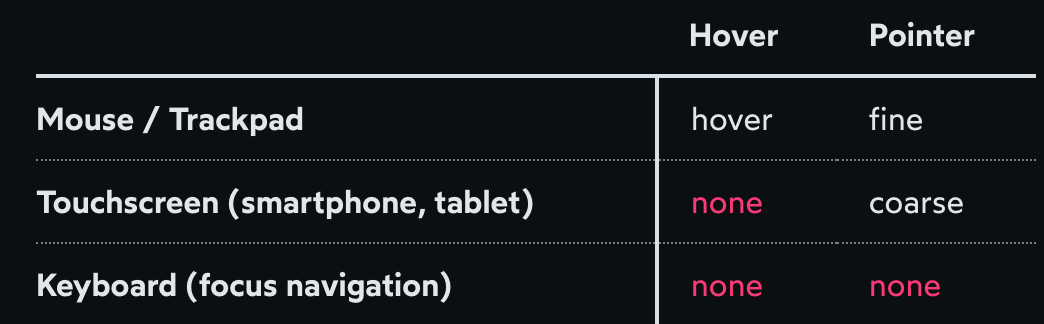 Hover Pointer
Mouse / Trackpad hover fine
Touchscreen (smartphone, tablet) none coarse
Keyboard (focus navigation) none none